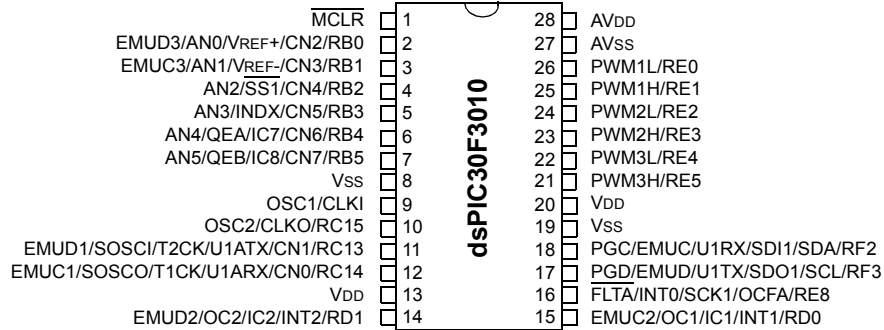 MCLR 1 28 AVDD
EMUD3/AN0/VREF+/CN2/RB0 2 27 AVSS
EMUC3/AN1/VREF-/CN3/RB1 3 26 PWM1L/RE0
AN2/SS1/CN4/RB2 4 25 PWM1H/RE1
AN3/INDX/CN5/RB3 5 24 PWM2L/RE2
AN4/QEA/IC7/CN6/RB4 6 23 PWM2H/RE3
AN5/QEB/IC8/CN7/RB5 7 22 PWM3L/RE4
VSS 8 21 PWM3H/RE5
OSC1/CLKI 9 20 VDD
OSC2/CLKO/RC15 10 19 VSS
EMUD1/SOSCI/T2CK/U1ATX/CN1/RC13 11 18 PGC/EMUC/U1RX/SDI1/SDA/RF2
EMUC1/SOSCO/T1CK/U1ARX/CN0/RC14 12 17 PGD/EMUD/U1TX/SDO1/SCL/RF3
VDD 13 16 FLTA/INT0/SCK1/OCFA/RE8
EMUD2/OC2/IC2/INT2/RD1 14 15 EMUC2/OC1/IC1/INT1/RD0
dsPIC30F3010